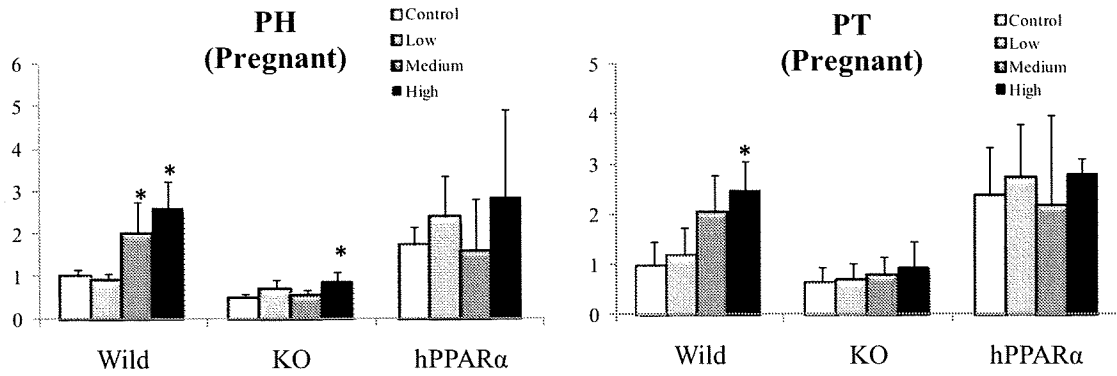 PH
(Pregnant)
Control
Low
Medium
High
6
5
4
3
2
1
0
* *
*
Wild KO hPPARα
PT
(Pregnant)
Control
Low
Medium
High
5
4
3
2
1
0
*
Wild KO hPPARα